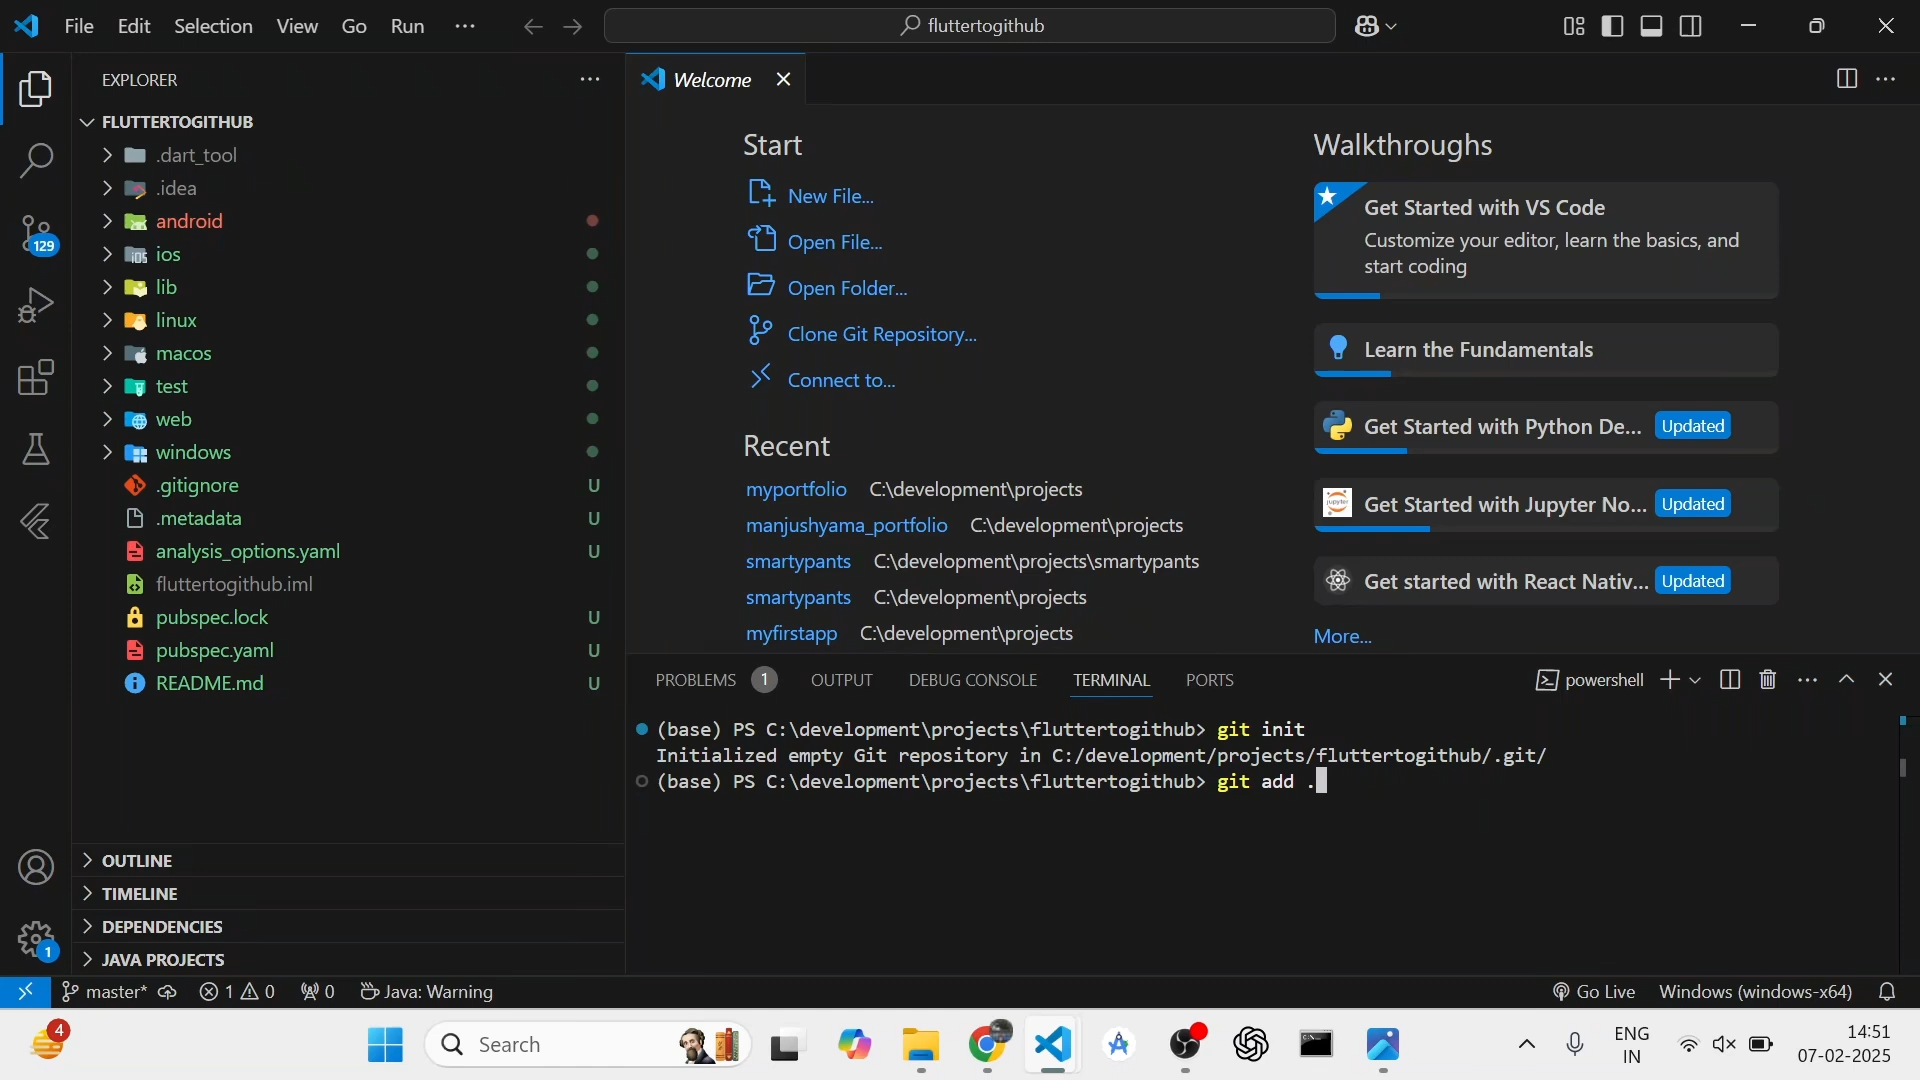 File Edit Selection View Go Run ···
fluttertogithub
EXPLORER
FLUTTERTOGITHUB
.dart_tool
.idea
android
ios
lib
linux
macos
test
web
windows
.gitignore U
.metadata U
analysis_options.yaml U
fluttertogithub.iml
pubspec.lock U
pubspec.yaml U
README.md U
OUTLINE
TIMELINE
DEPENDENCIES
JAVA PROJECTS
129
1
Welcome
Start
New File...
Open File...
Open Folder...
Clone Git Repository...
Connect to...
Recent
myportfolio C:\development\projects
manjushyama_portfolio C:\development\projects
smartypants C:\development\projects\smartypants
smartypants C:\development\projects
myfirstapp C:\development\projects
Walkthroughs
Get Started with VS Code
Customize your editor, learn the basics, and
start coding
Learn the Fundamentals
Get Started with Python De... Updated
Get Started with Jupyter No... Updated
Get started with React Nativ... Updated
More...
PROBLEMS 1 OUTPUT DEBUG CONSOLE TERMINAL PORTS
powershell
(base) PS C:\development\projects\fluttertogithub> git init
Initialized empty Git repository in C:/development/projects/fluttertogithub/.git/
(base) PS C:\development\projects\fluttertogithub> git add .
master* 1 0 0 Java: Warning
Go Live Windows (windows-x64)
4
Search
ENG
IN
14:51
07-02-2025